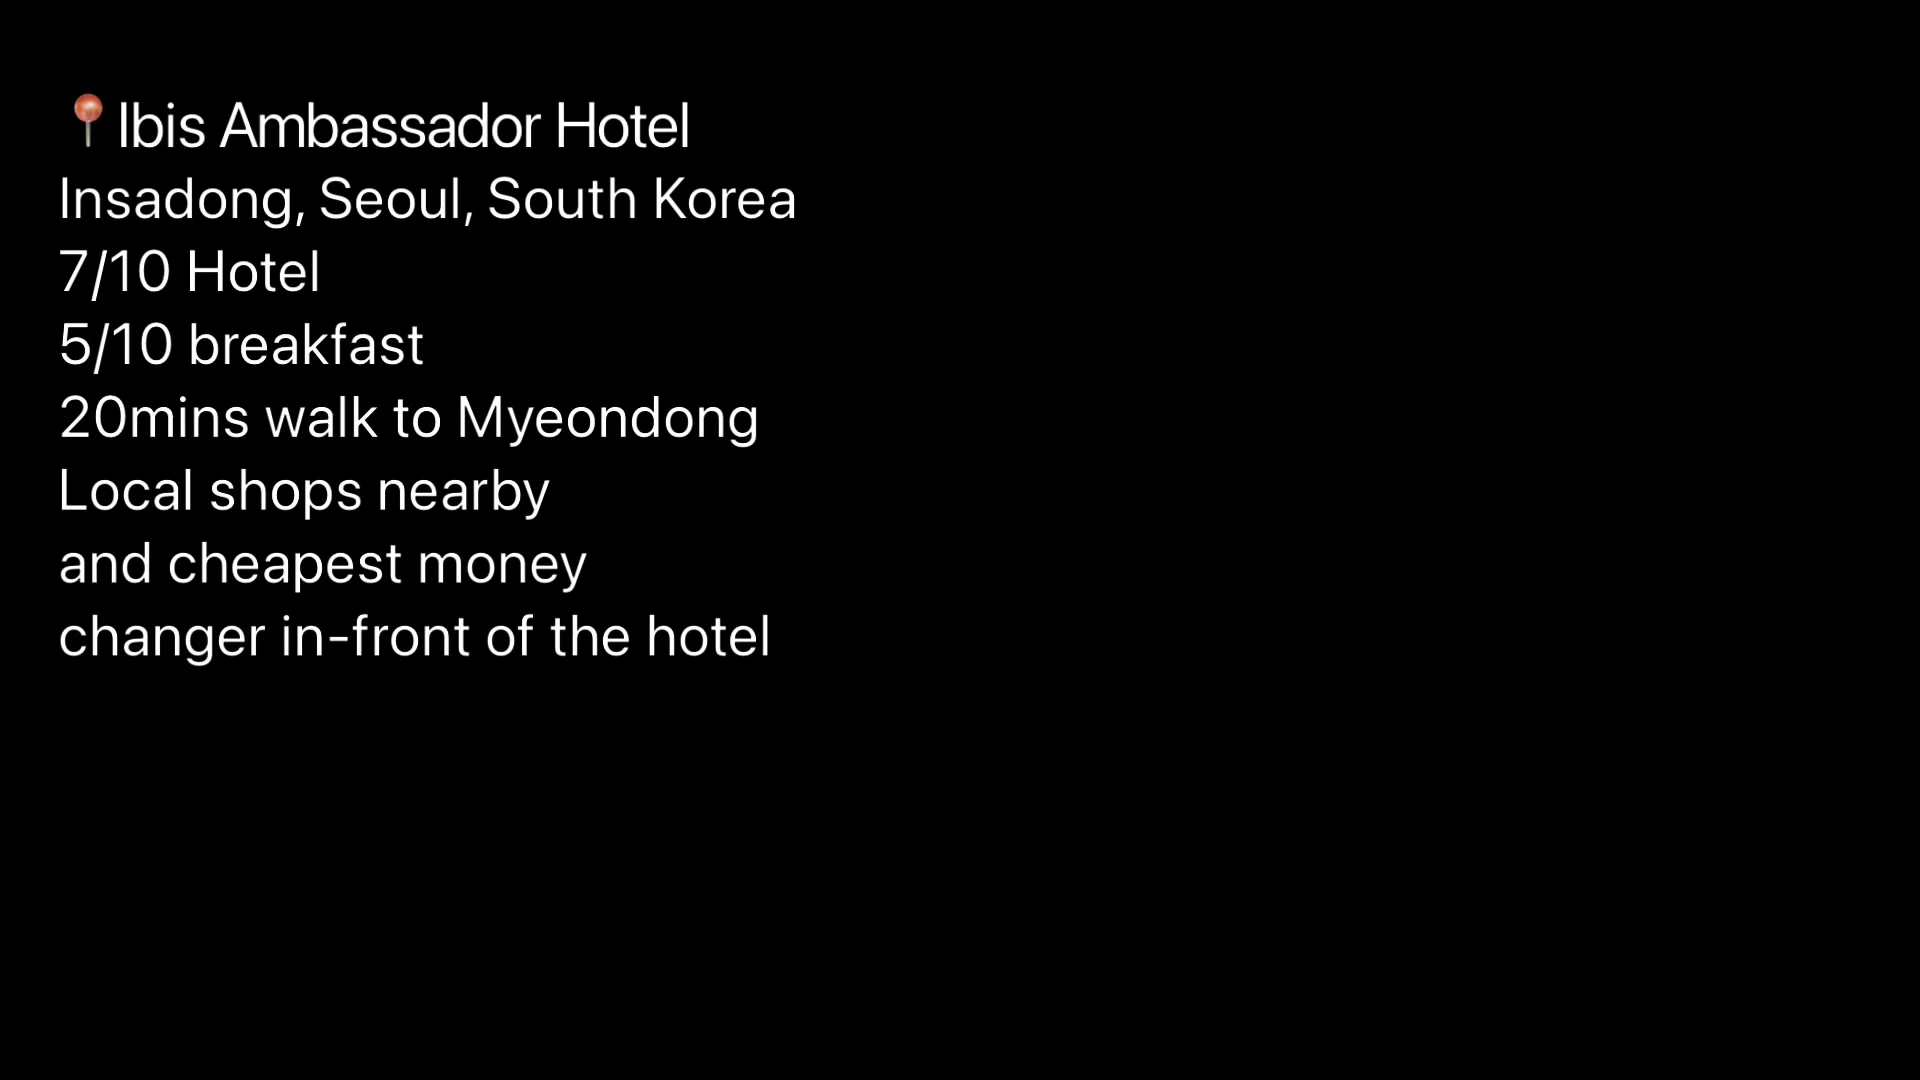 📍Ibis Ambassador Hotel
Insadong, Seoul, South Korea
7/10 Hotel
5/10 breakfast
20mins walk to Myeondong
Local shops nearby
and cheapest money
changer in-front of the hotel